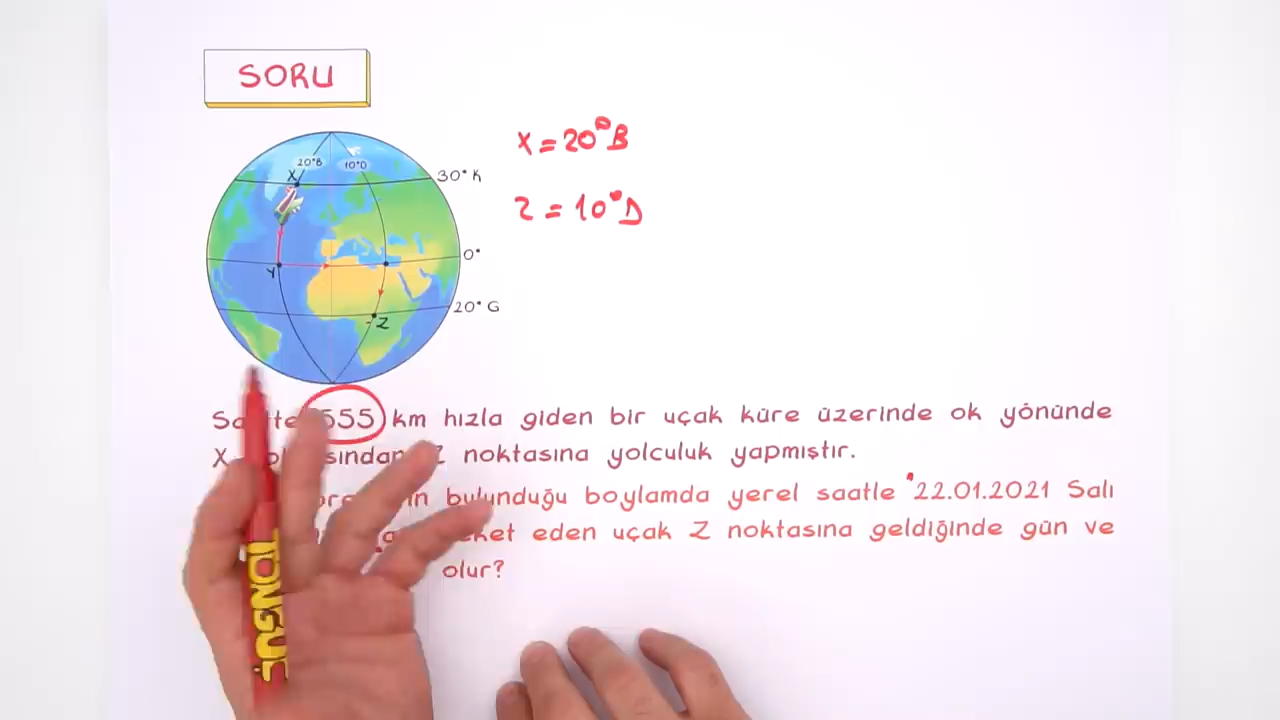 SORU
20°B 10°D
X
30° K
Y
0°
20° G
Z
X = 20°B
Z = 10°D
555 km hızla giden bir uçak küre üzerinde ok yönünde
X Z noktasına yolculuk yapmıştır.
bulunduğu boylamda yerel saatle 22.01.2021 Salı
eden uçak Z noktasına geldiğinde gün ve
olur?
TONGUÇ